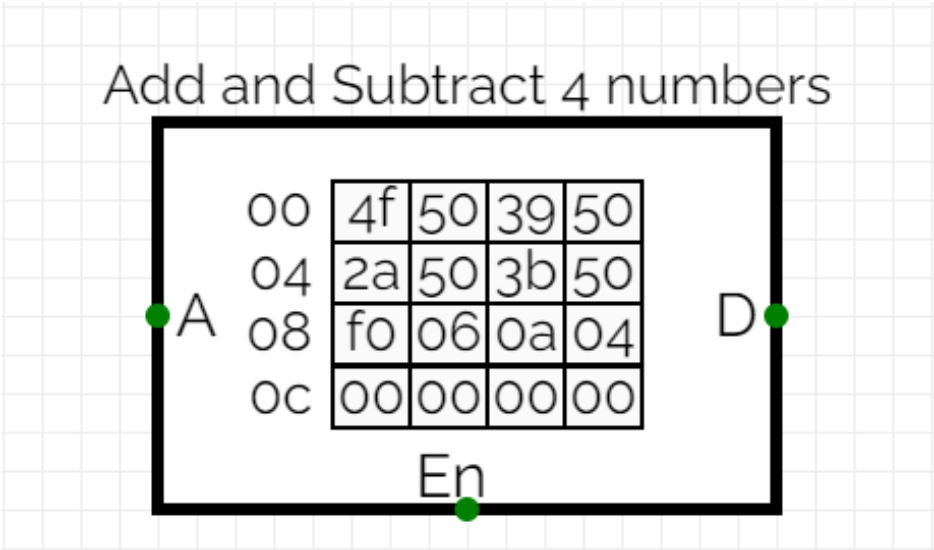 Add and Subtract 4 numbers
00 4f 50 39 50
04 2a 50 3b 50
A
D
08 f0 06 0a 04
0c 00 00 00 00
En